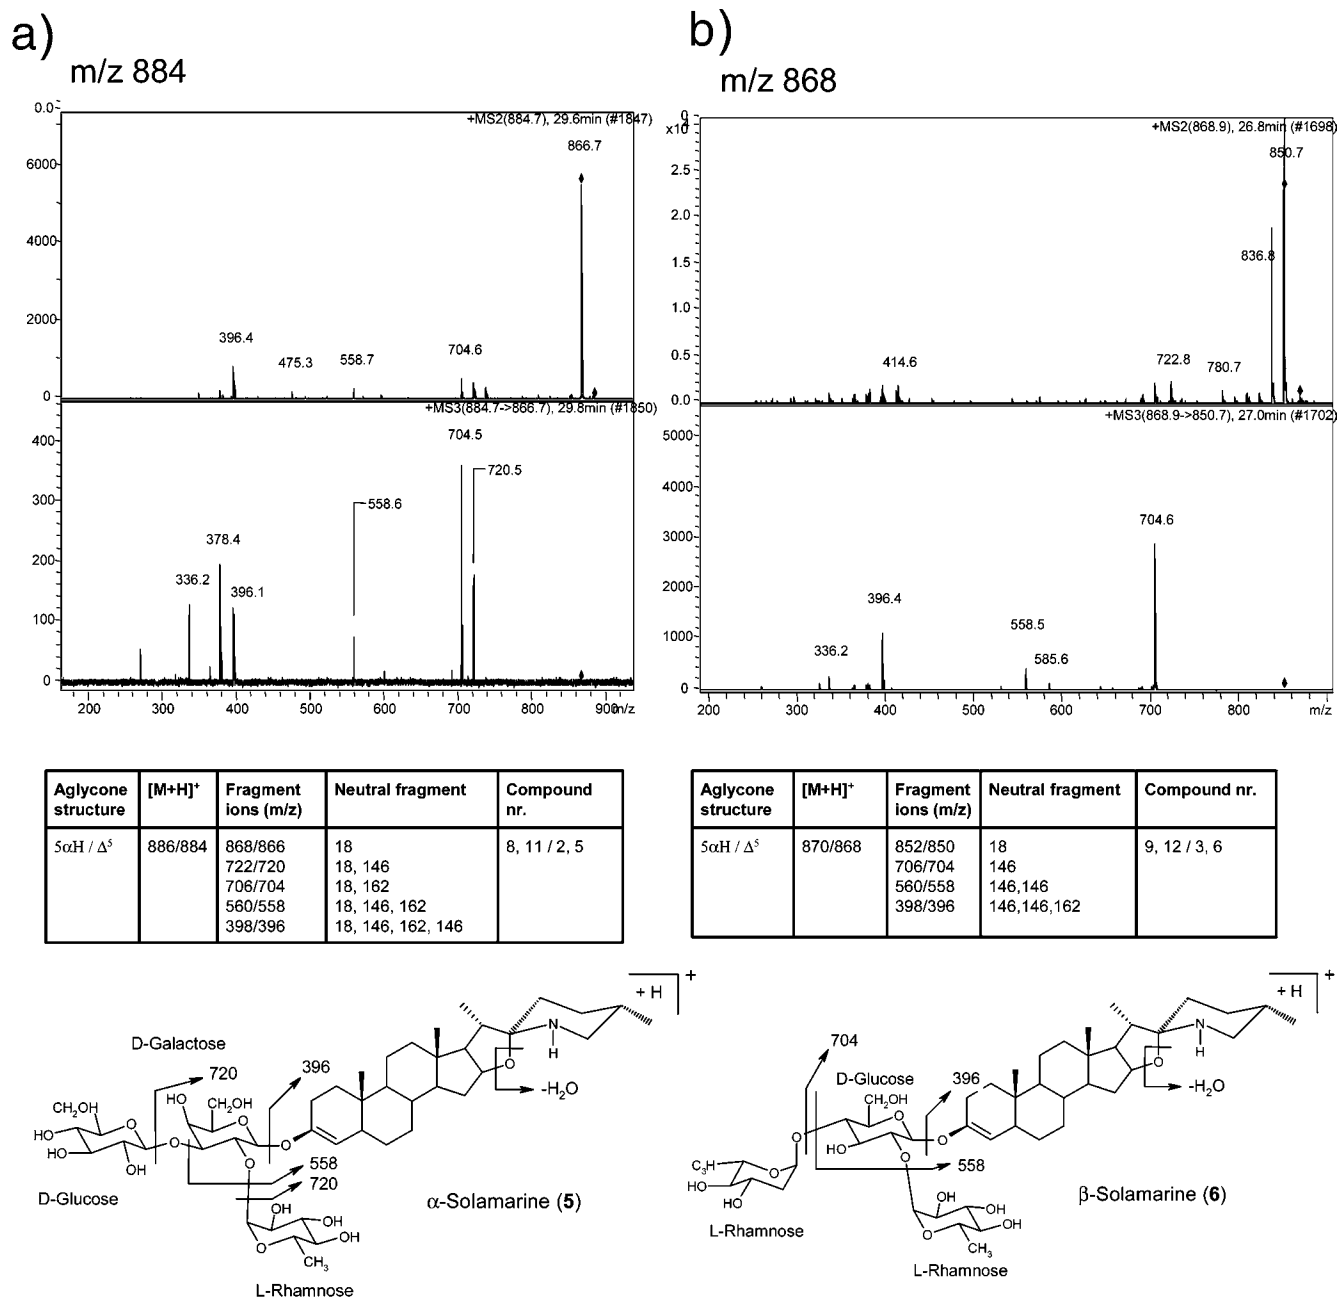 a)
m/z 884
0.0
+MS2(884.7), 29.6min (#1847)
866.7
6000
4000
2000
0
396.4
475.3
558.7
704.6
+MS3(884.7->866.7), 29.8min (#1850)
704.5
400
300
200
100
0
720.5
558.6
378.4
336.2
396.1
200 300 400 500 600 700 800 900 m/z
b)
m/z 868
0
x10
4
+MS2(868.9), 26.8min (#1698)
850.7
2.5
2.0
1.5
1.0
0.5
0.0
836.8
414.6
722.8
780.7
+MS3(868.9->850.7), 27.0min (#1702)
5000
4000
3000
2000
1000
0
704.6
396.4
558.5
585.6
336.2
200 300 400 500 600 700 800 m/z
Aglycone structure [M+H]+ Fragment ions (m/z) Neutral fragment Compound nr.
5αH / Δ5 886/884 868/866 18 8, 11 / 2, 5
722/720 18, 146
706/704 18, 162
560/558 18, 146, 162
398/396 18, 146, 162, 146
Aglycone structure [M+H]+ Fragment ions (m/z) Neutral fragment Compound nr.
5αH / Δ5 870/868 852/850 18 9, 12 / 3, 6
706/704 146
560/558 146,146
398/396 146,146,162
+ H
+
D-Galactose
720
396
HO
CH2OH
O
N
H
O
-H2O
CH2OH
HO
HO
O
OH
O
O
O
558
720
D-Glucose
OH
OH
OH
O
CH3
L-Rhamnose
α-Solamarine (5)
+ H
+
704
D-Glucose
396
CH2OH
O
N
H
O
-H2O
O
HO
O
O
558
C3H
HO
HO
O
L-Rhamnose
OH
OH
OH
O
CH3
L-Rhamnose
β-Solamarine (6)